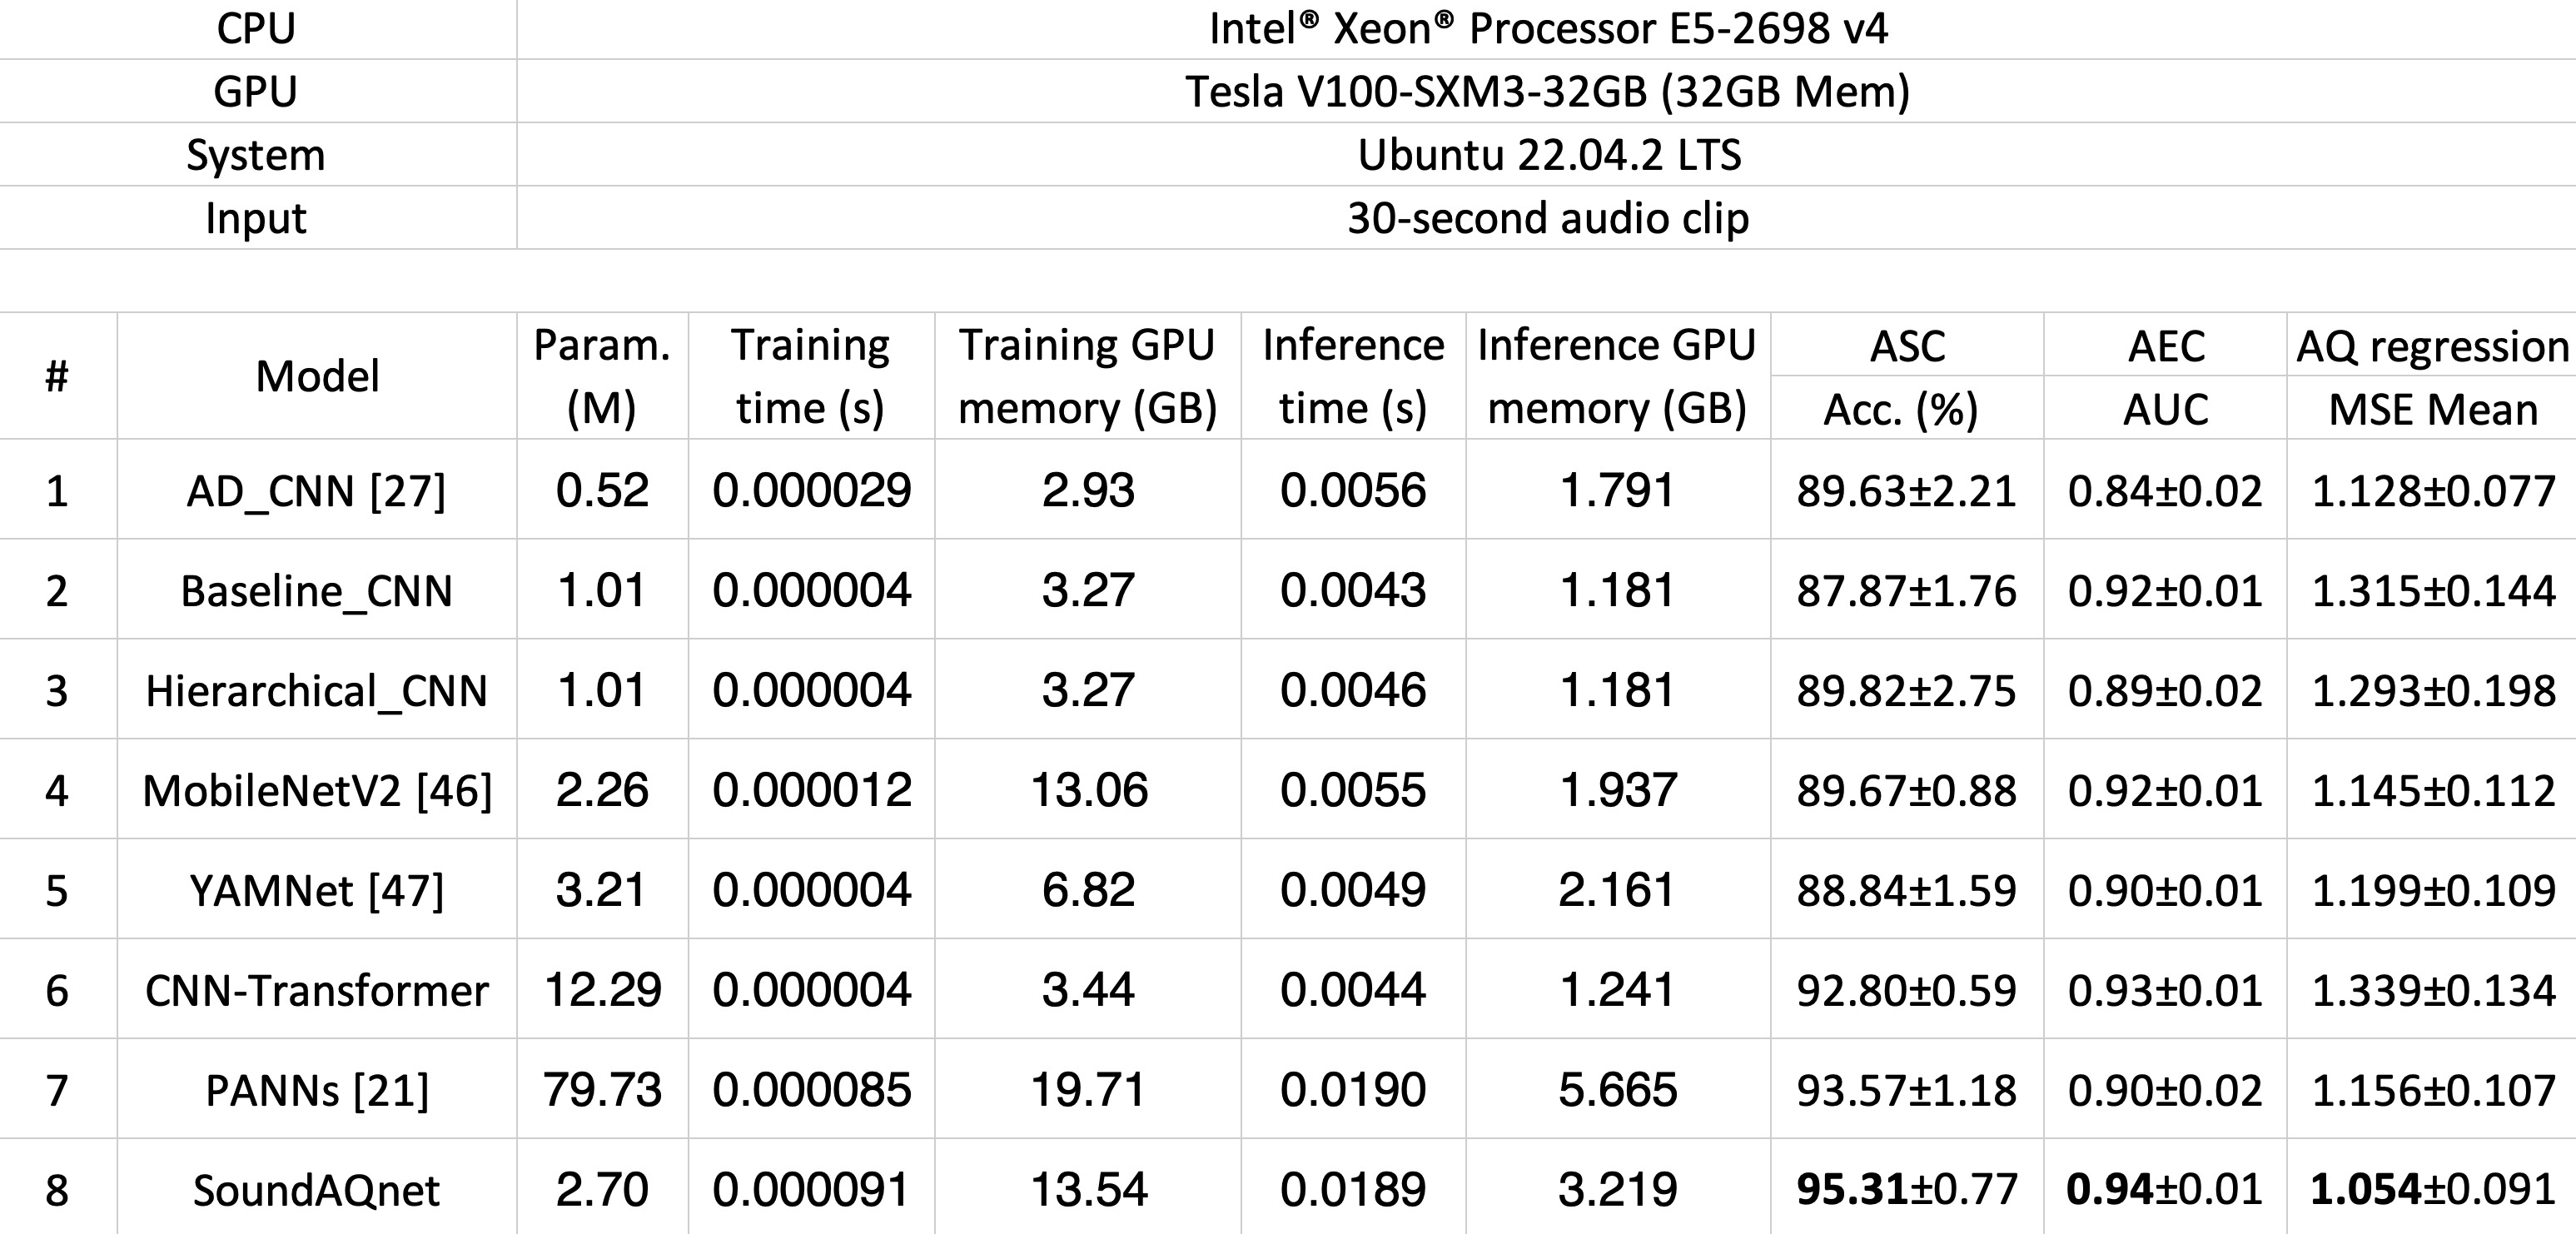 CPU Intel® Xeon® Processor E5-2698 v4
GPU Tesla V100-SXM3-32GB (32GB Mem)
System Ubuntu 22.04.2 LTS
Input 30-second audio clip
# Model Param. (M) Training time (s) Training GPU memory (GB) Inference time (s) Inference GPU memory (GB) ASC Acc. (%) AEC AUC AQ regression MSE Mean
1 AD_CNN [27] 0.52 0.000029 2.93 0.0056 1.791 89.63±2.21 0.84±0.02 1.128±0.077
2 Baseline_CNN 1.01 0.000004 3.27 0.0043 1.181 87.87±1.76 0.92±0.01 1.315±0.144
3 Hierarchical_CNN 1.01 0.000004 3.27 0.0046 1.181 89.82±2.75 0.89±0.02 1.293±0.198
4 MobileNetV2 [46] 2.26 0.000012 13.06 0.0055 1.937 89.67±0.88 0.92±0.01 1.145±0.112
5 YAMNet [47] 3.21 0.000004 6.82 0.0049 2.161 88.84±1.59 0.90±0.01 1.199±0.109
6 CNN-Transformer 12.29 0.000004 3.44 0.0044 1.241 92.80±0.59 0.93±0.01 1.339±0.134
7 PANNs [21] 79.73 0.000085 19.71 0.0190 5.665 93.57±1.18 0.90±0.02 1.156±0.107
8 SoundAQnet 2.70 0.000091 13.54 0.0189 3.219 95.31±0.77 0.94±0.01 1.054±0.091